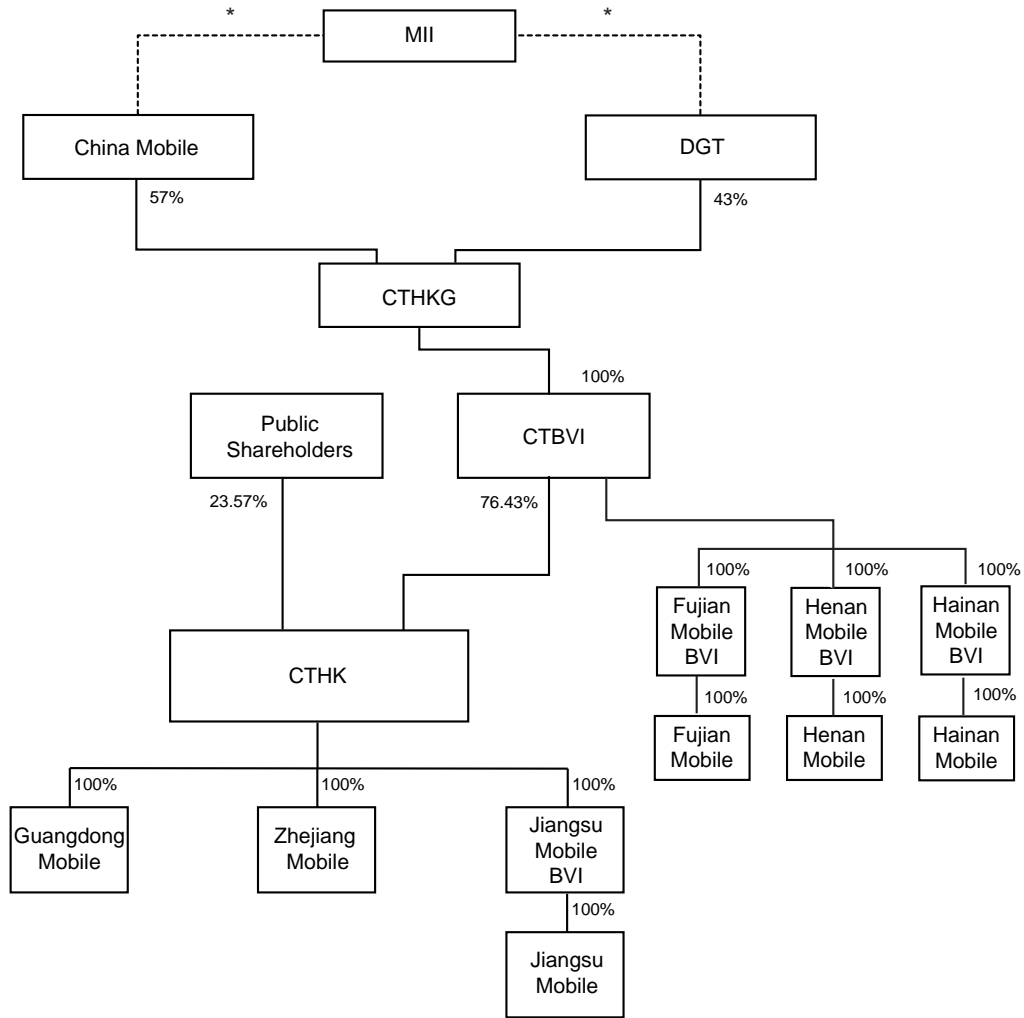 *
*
MII
China Mobile
DGT
57%
43%
CTHKG
100%
Public
Shareholders
CTBVI
23.57%
76.43%
100%
100%
100%
Fujian
Mobile
BVI
Henan
Mobile
BVI
Hainan
Mobile
BVI
CTHK
100%
100%
100%
Fujian
Mobile
Henan
Mobile
Hainan
Mobile
100%
100%
100%
Guangdong
Mobile
Zhejiang
Mobile
Jiangsu
Mobile
BVI
100%
Jiangsu
Mobile